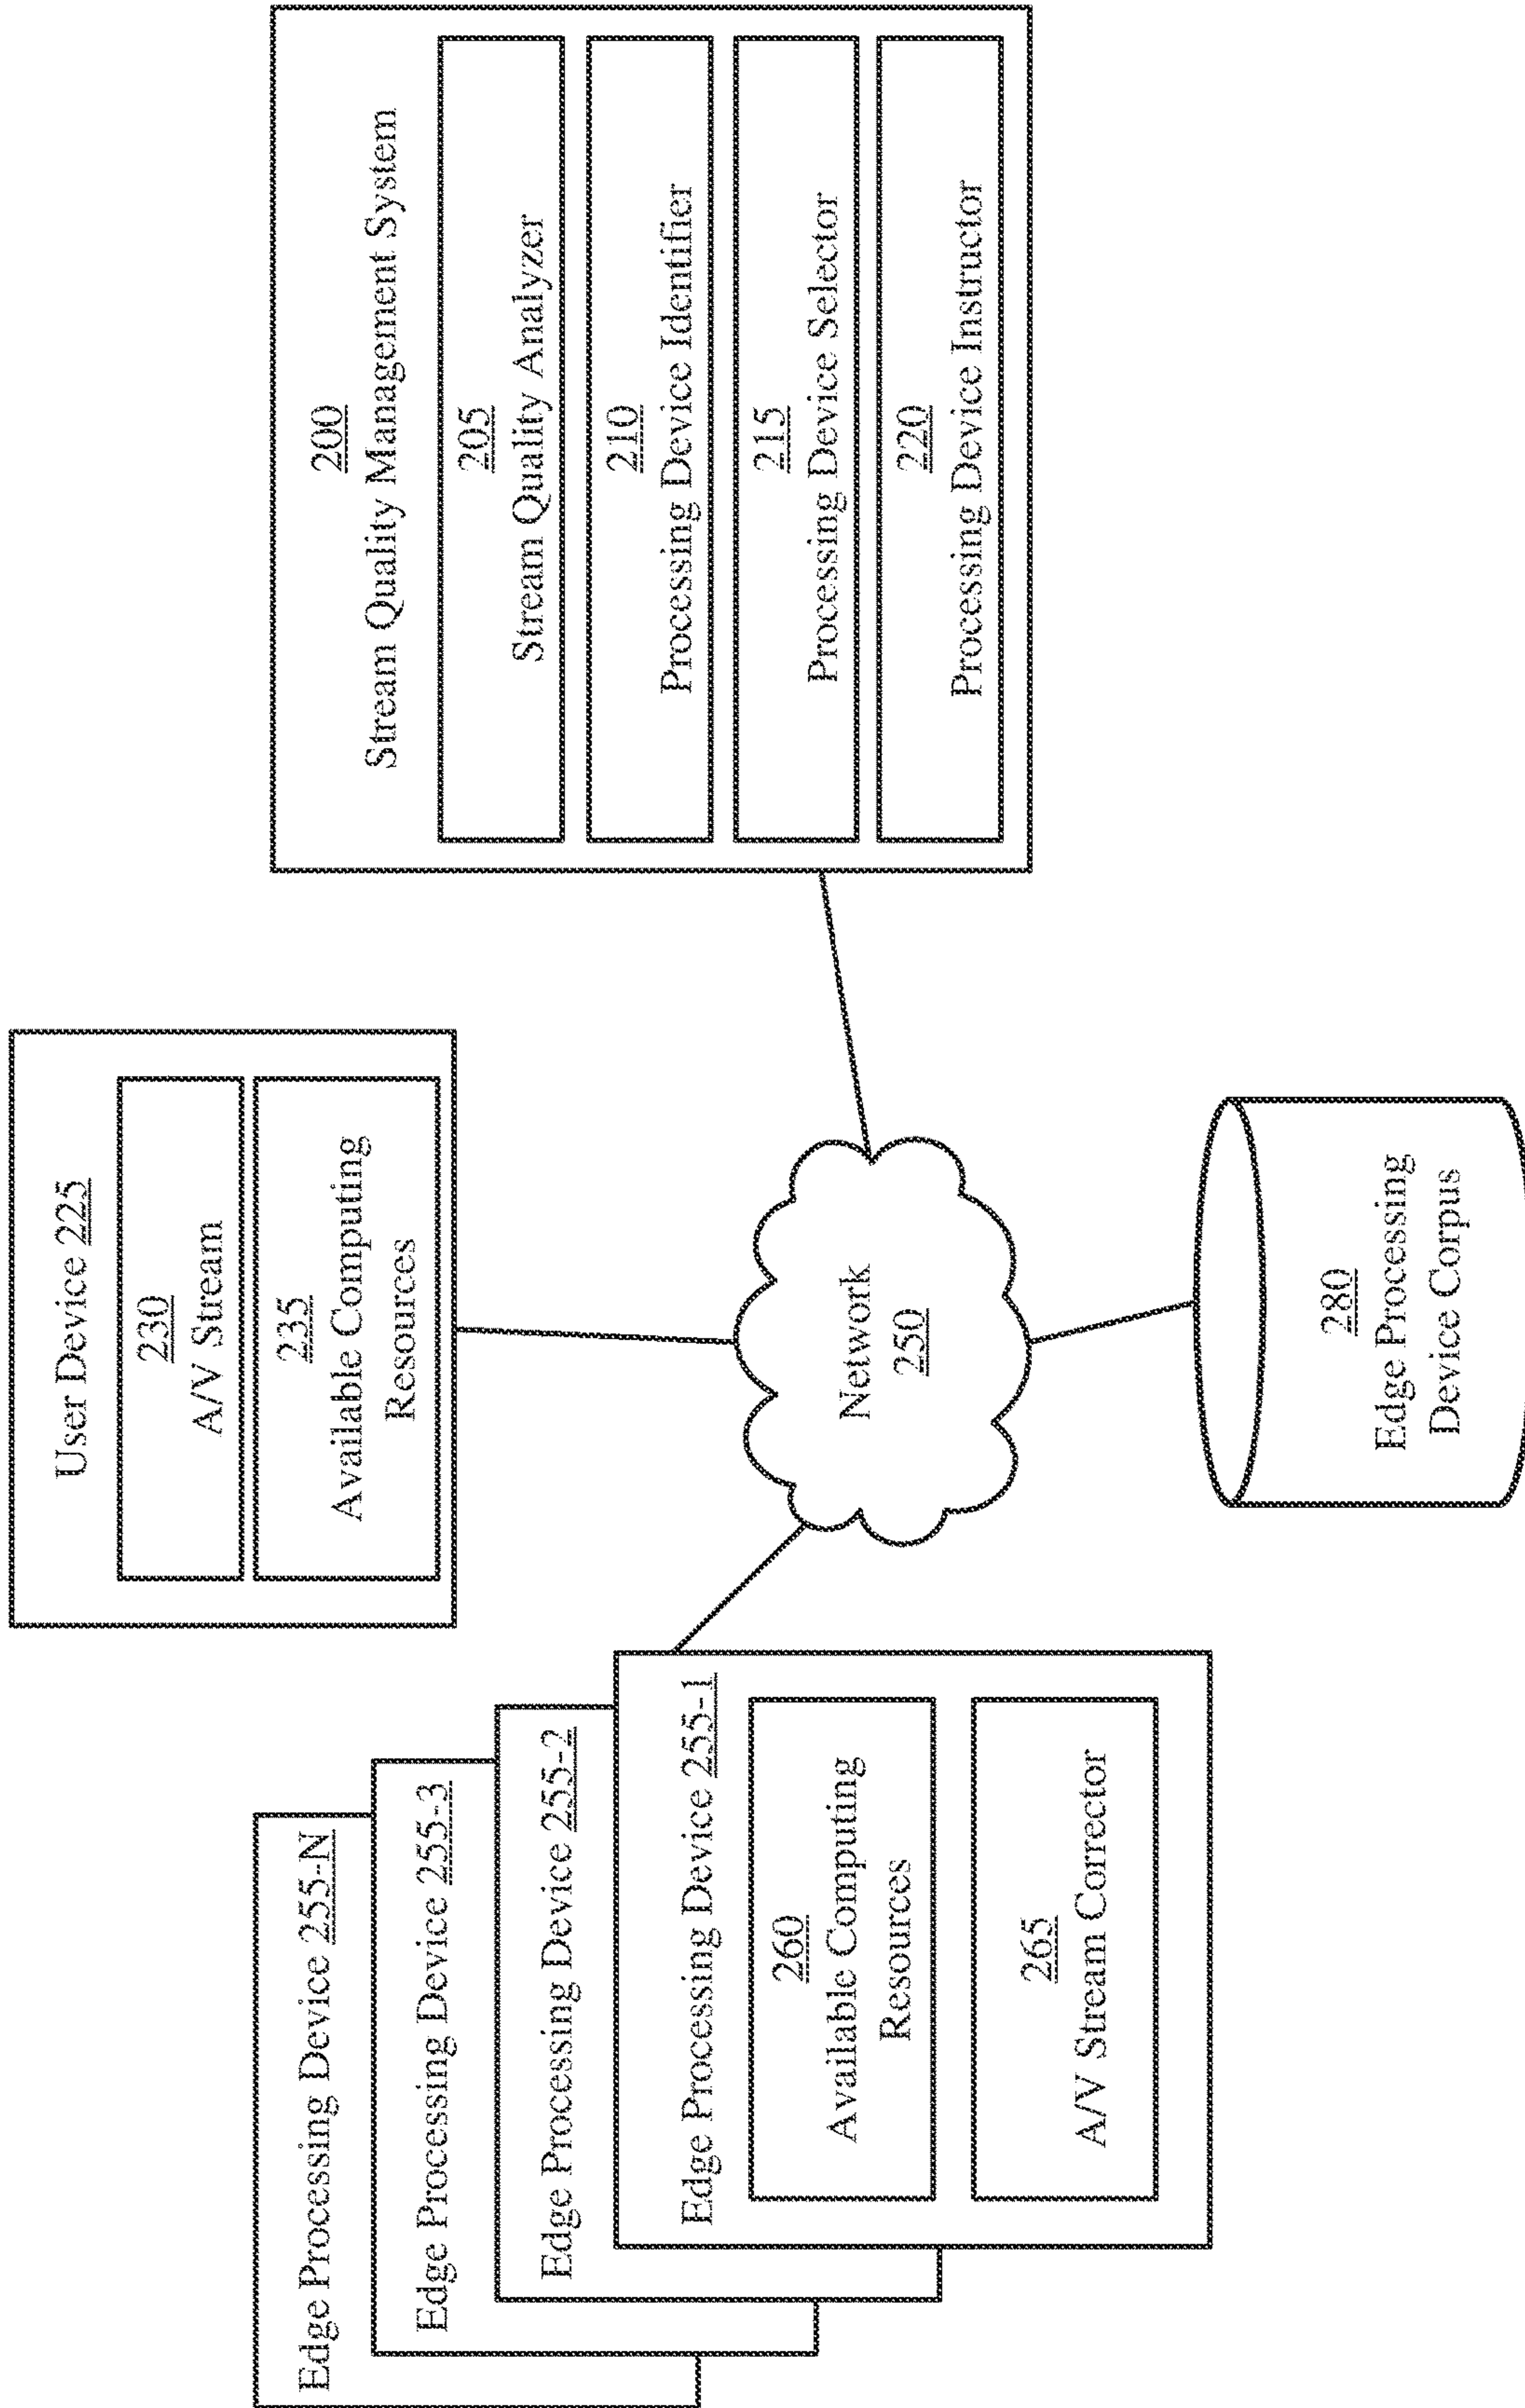 User Device 225
230
A/V Stream
235
Available Computing
Resources
Edge Processing Device 255-N
Edge Processing Device 255-3
Edge Processing Device 255-2
Edge Processing Device 255-1
260
Available Computing
Resources
265
A/V Stream Corrector
Network
250
200
Stream Quality Management System
205
Stream Quality Analyzer
210
Processing Device Identifier
215
Processing Device Selector
220
Processing Device Instructor
280
Edge Processing
Device Corpus